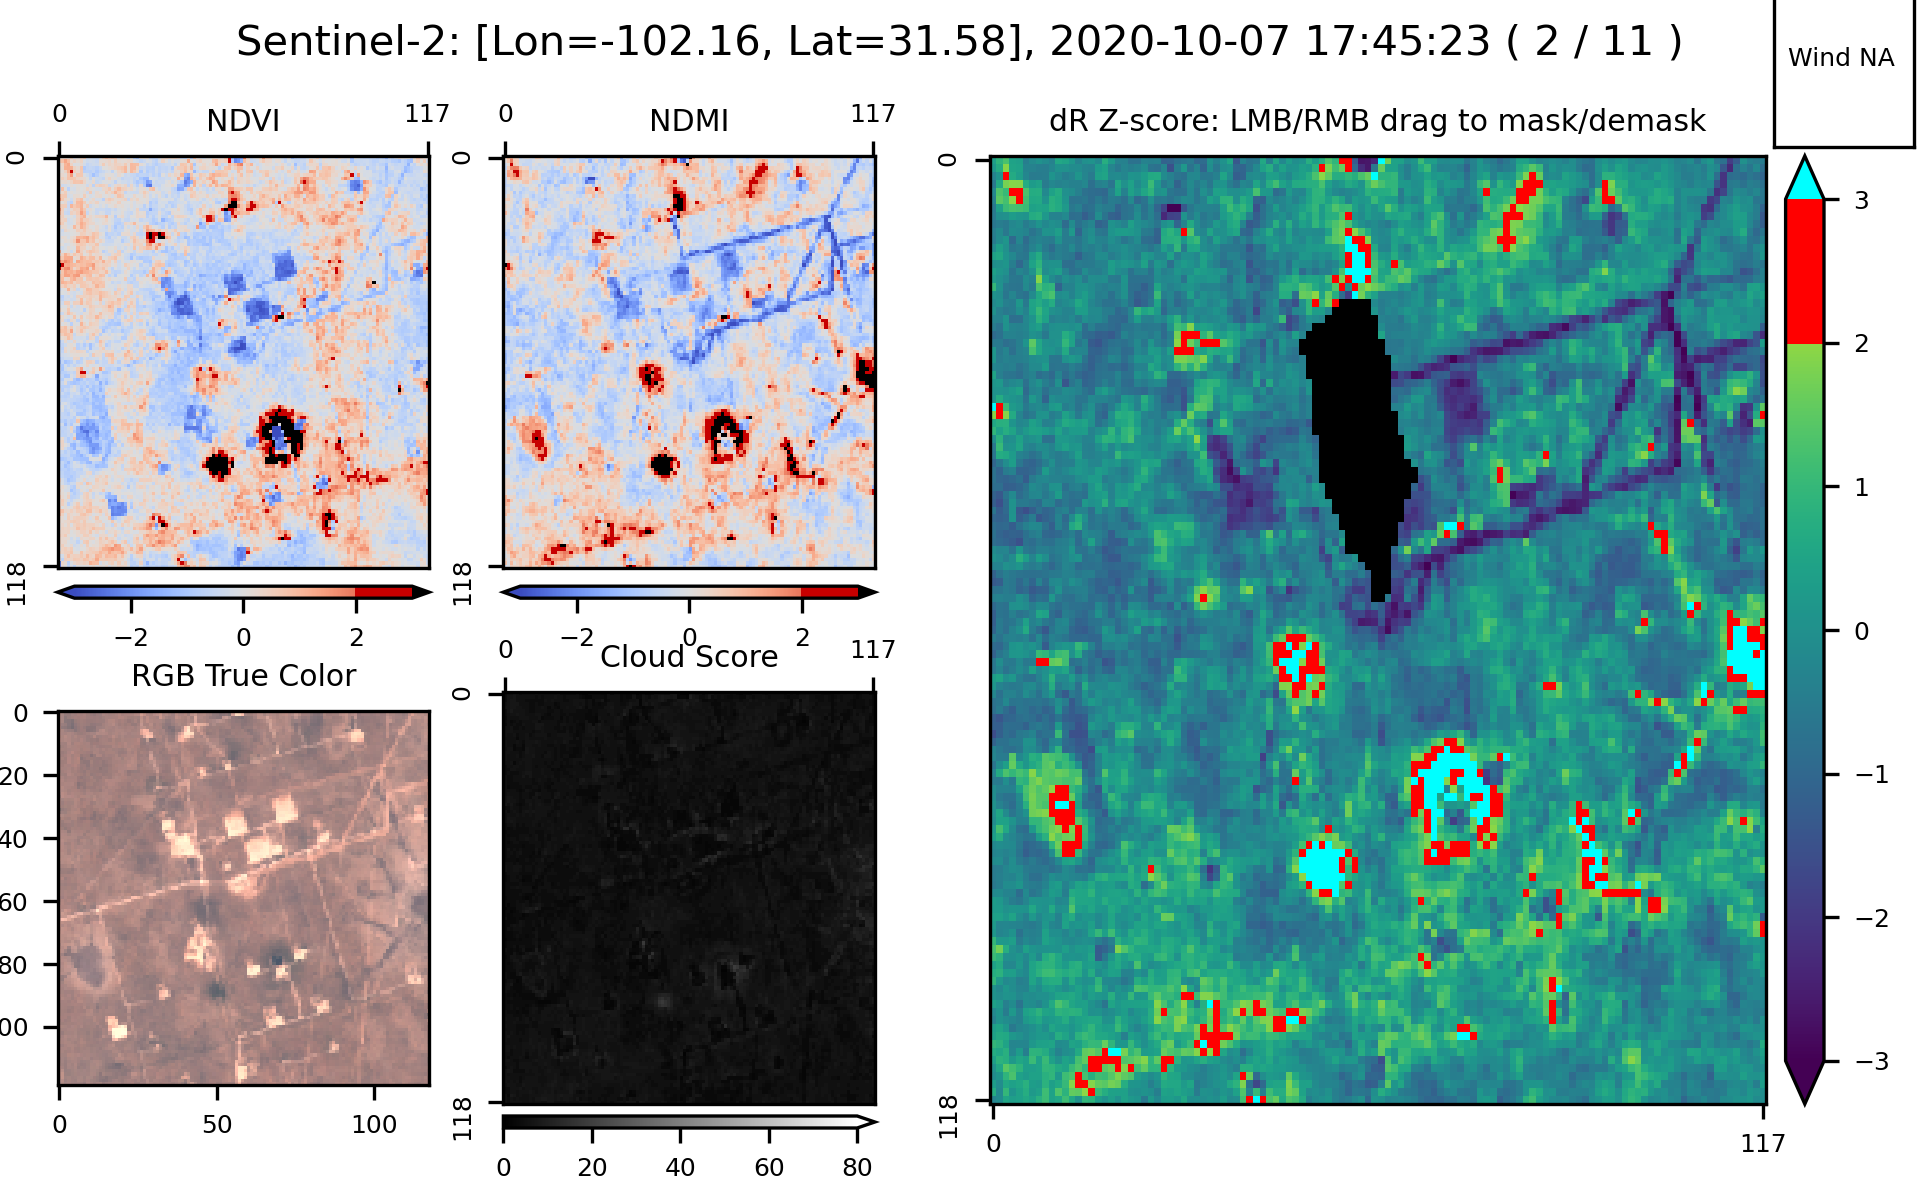 Sentinel-2: [Lon=-102.16, Lat=31.58], 2020-10-07 17:45:23 ( 2 / 11 )
Wind NA
0 NDVI 117
0
118
−2 0 2
0 NDMI 117
0
118
−2 0 2
dR Z-score: LMB/RMB drag to mask/demask
0
118
0 117
3
2
1
0
−1
−2
−3
RGB True Color
0
20
40
60
80
00
0 50 100
0 Cloud Score 117
0
118
0 20 40 60 80